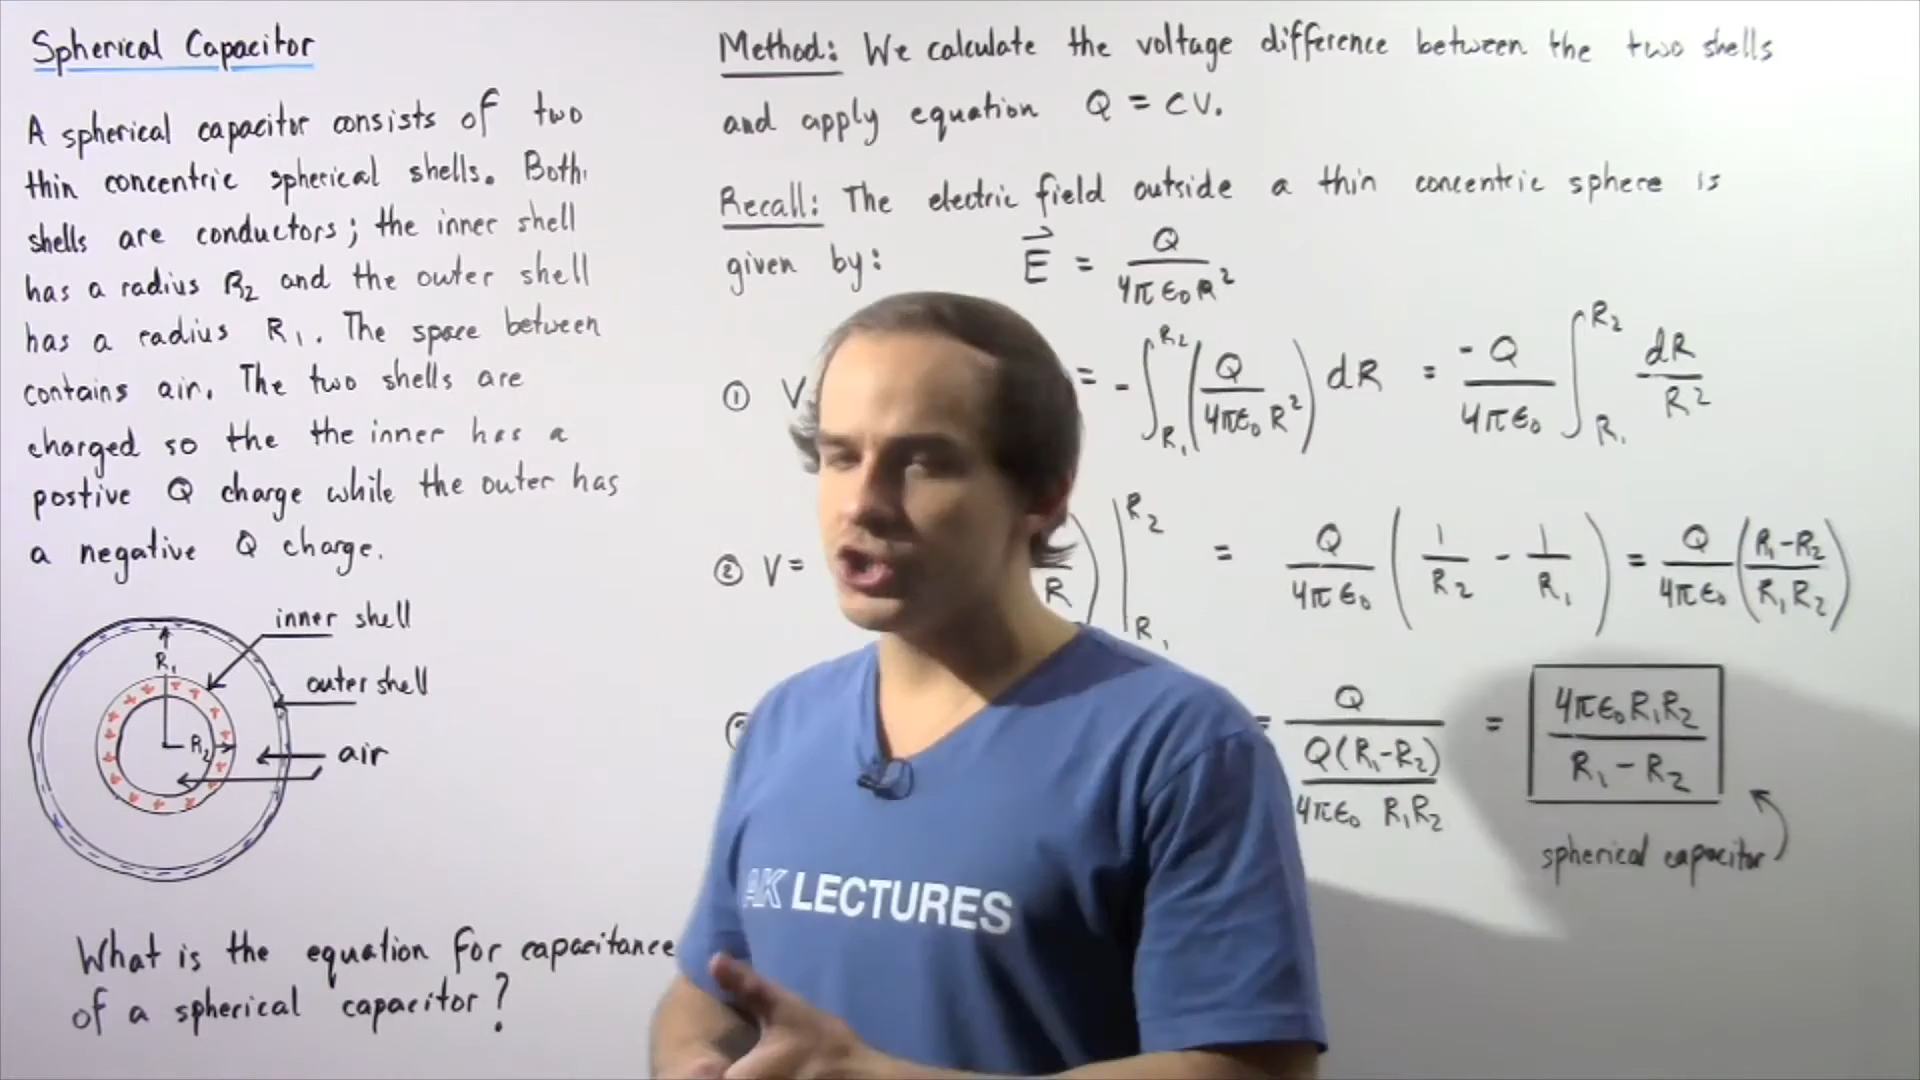 Spherical Capacitor
A spherical capacitor consists of two
thin concentric spherical shells. Both
shells are conductors; the inner shell
has a radius R₂ and the outer shell
has a radius R₁. The space between
contains air. The two shells are
charged so the the inner has a
postive Q charge while the outer has
a negative Q charge.
inner shell
outer shell
air
R₁
R₂
What is the equation for capacitance
of a spherical capacitor?
Method: We calculate the voltage difference between the two shells
and apply equation Q = CV.
Recall: The electric field outside a thin concentric sphere is
given by: E⃗ = Q / 4πϵ₀R²
① V = -∫_{R₁}^{R₂} (Q / 4πϵ₀R²) dR = -Q / 4πϵ₀ ∫_{R₁}^{R₂} dR / R²
② V = R) |_{R₁}^{R₂} = Q / 4πϵ₀ (1/R₂ - 1/R₁) = Q / 4πϵ₀ (R₁-R₂ / R₁R₂)
= Q / (Q(R₁-R₂) / 4πϵ₀ R₁R₂) = 4πϵ₀R₁R₂ / R₁ - R₂
spherical capacitor
AK LECTURES